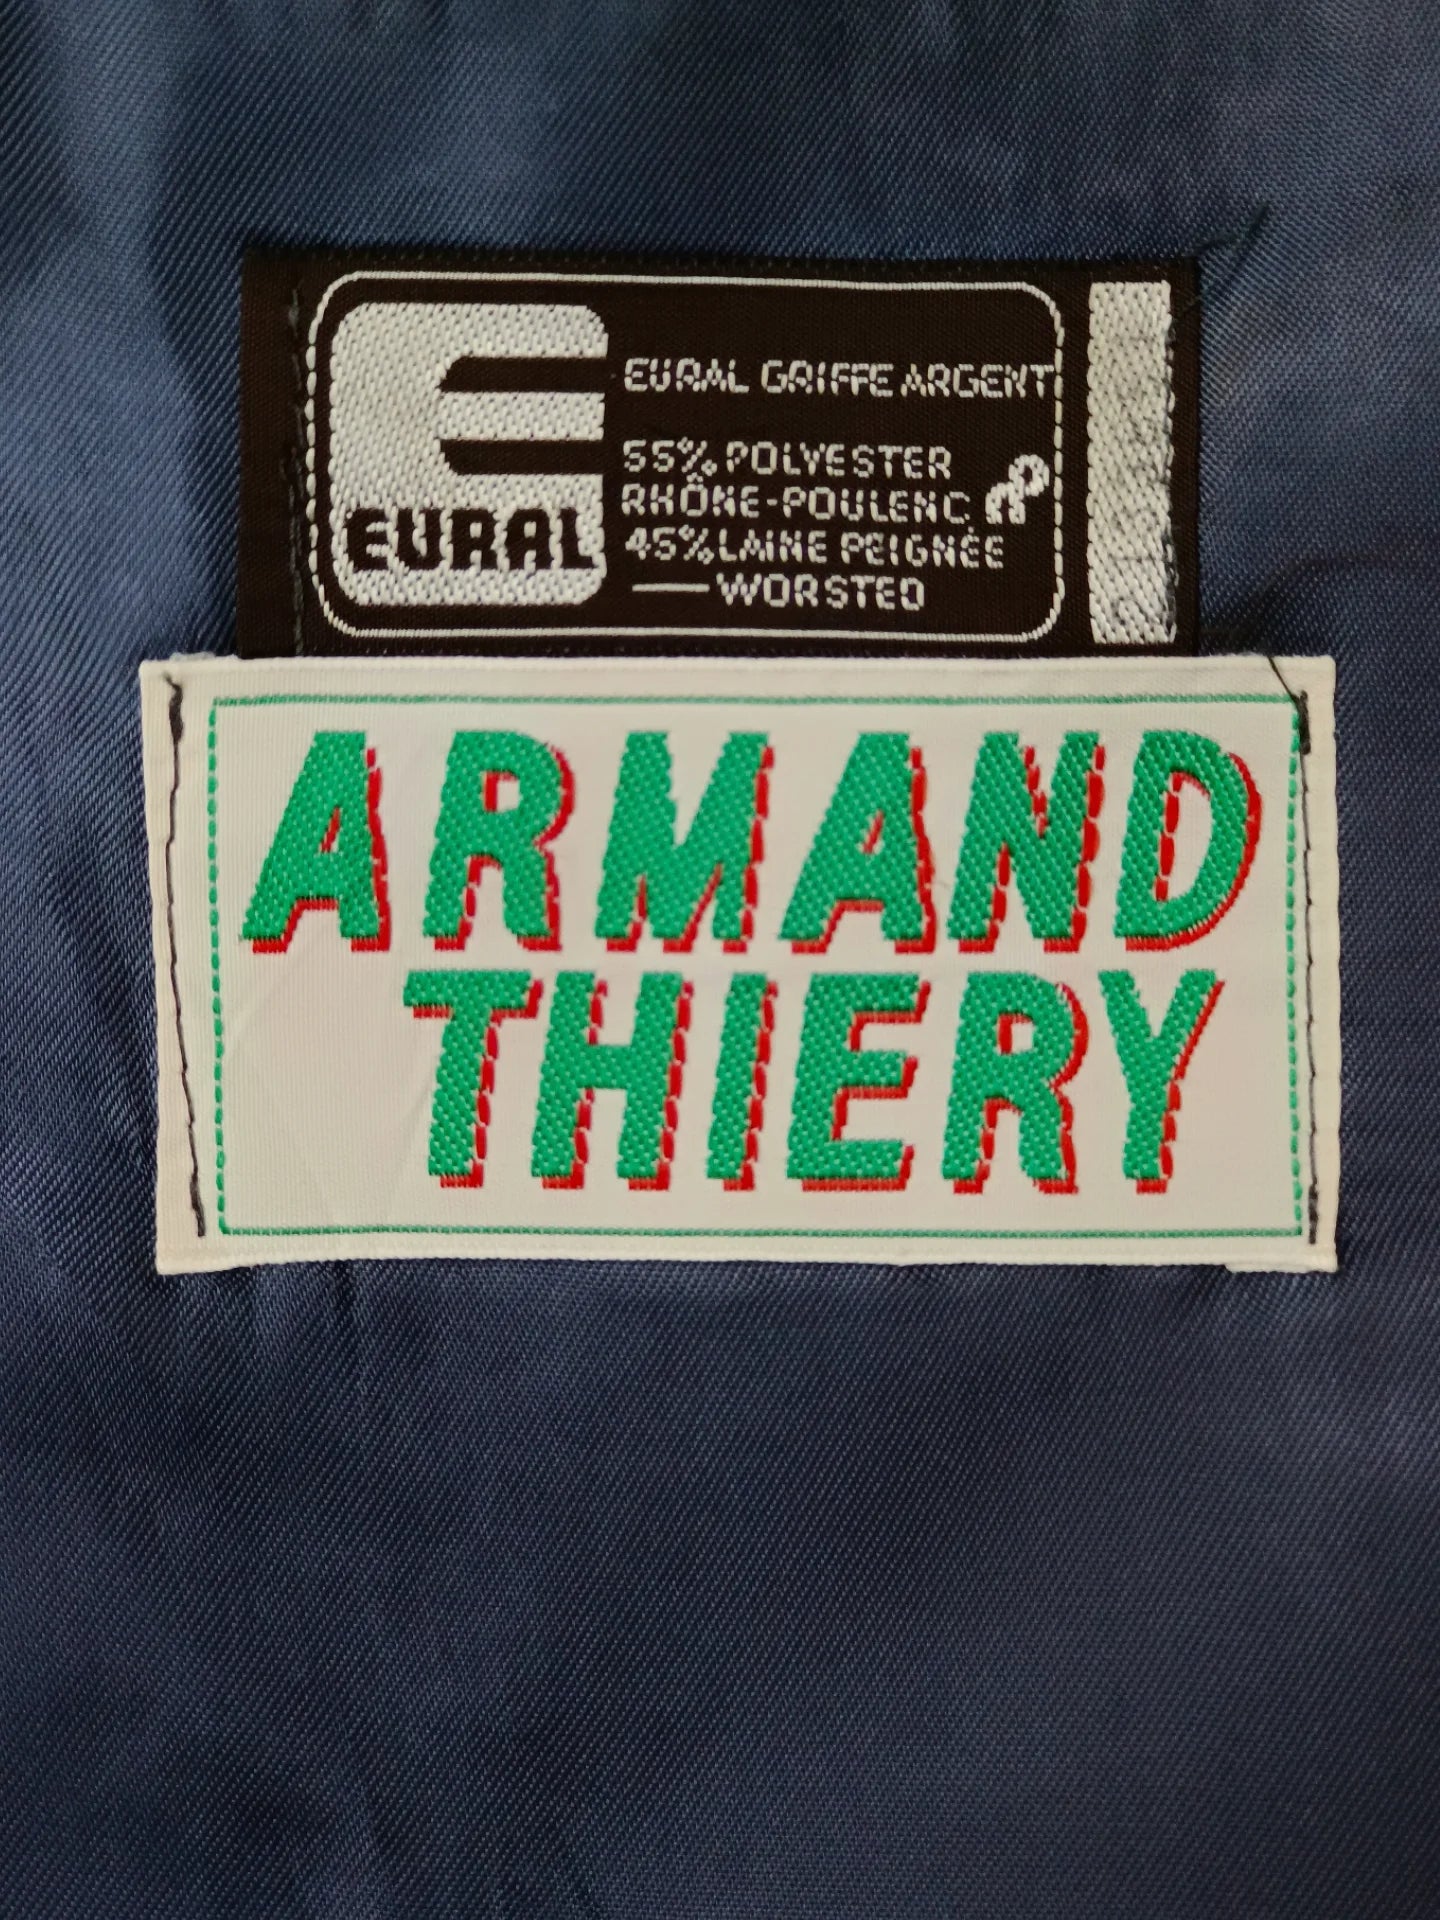 EURAL
EURAL GRIFFE ARGENT
55% POLYESTER
RHÔNE-POULENC
45% LAINE PEIGNÉE
— WORSTED
ARMAND
THIERY